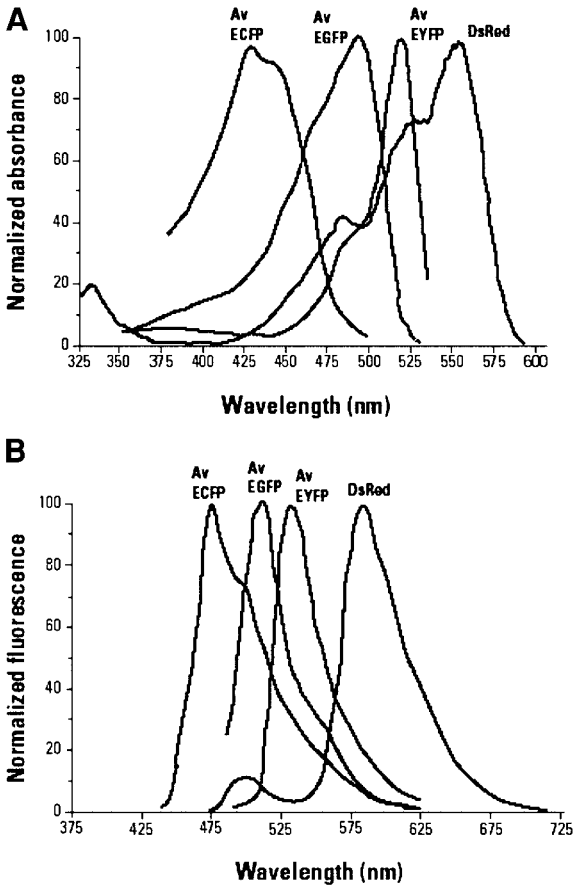 A
Av
ECFP
Av
EGFP
Av
EYFP
DsRed
Normalized absorbance
100
80
60
40
20
0
325 350 375 400 425 450 475 500 525 550 575 600
Wavelength (nm)
B
Av
ECFP
Av
EGFP
Av
EYFP
DsRed
Normalized fluorescence
100
80
60
40
20
0
375 425 475 525 575 625 675 725
Wavelength (nm)